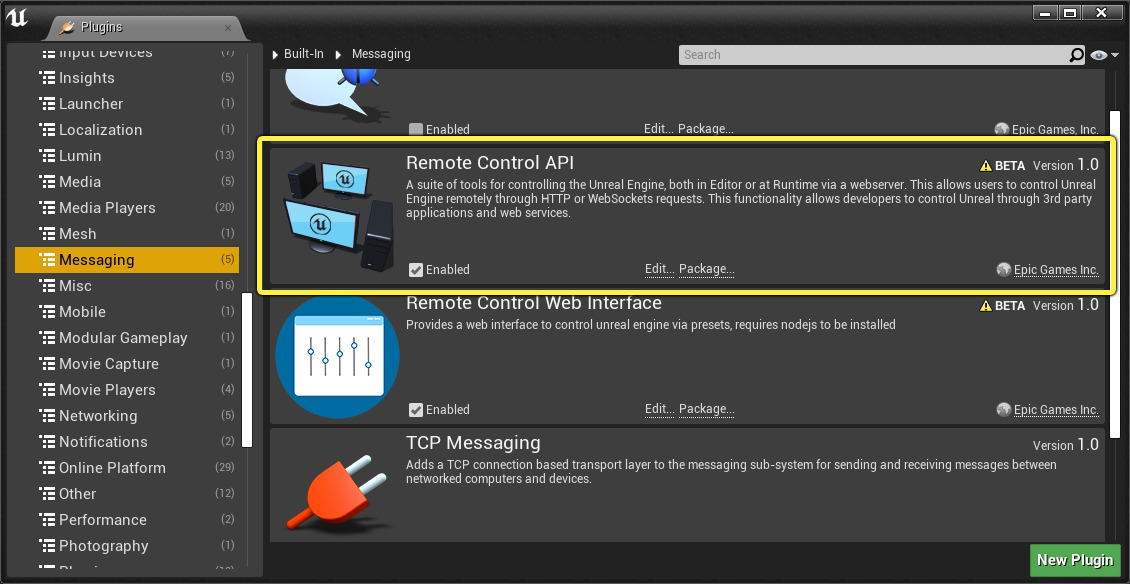 Plugins
Input Devices (7)
Insights (5)
Launcher (1)
Localization (1)
Lumin (13)
Media (5)
Media Players (20)
Mesh (1)
Messaging (5)
Misc (16)
Mobile (1)
Modular Gameplay (1)
Movie Capture (1)
Movie Players (4)
Networking (5)
Notifications (2)
Online Platform (29)
Other (12)
Performance (2)
Photography (1)
Built-In Messaging
Search
Enabled Edit... Package... Epic Games, Inc.
Remote Control API BETA Version 1.0
A suite of tools for controlling the Unreal Engine, both in Editor or at Runtime via a webserver. This allows users to control Unreal
Engine remotely through HTTP or WebSockets requests. This functionality allows developers to control Unreal through 3rd party
applications and web services.
Enabled Edit... Package... Epic Games Inc.
Remote Control Web Interface BETA Version 1.0
Provides a web interface to control unreal engine via presets, requires nodejs to be installed
Enabled Edit... Package... Epic Games Inc.
TCP Messaging Version 1.0
Adds a TCP connection based transport layer to the messaging sub-system for sending and receiving messages between
networked computers and devices.
New Plugin